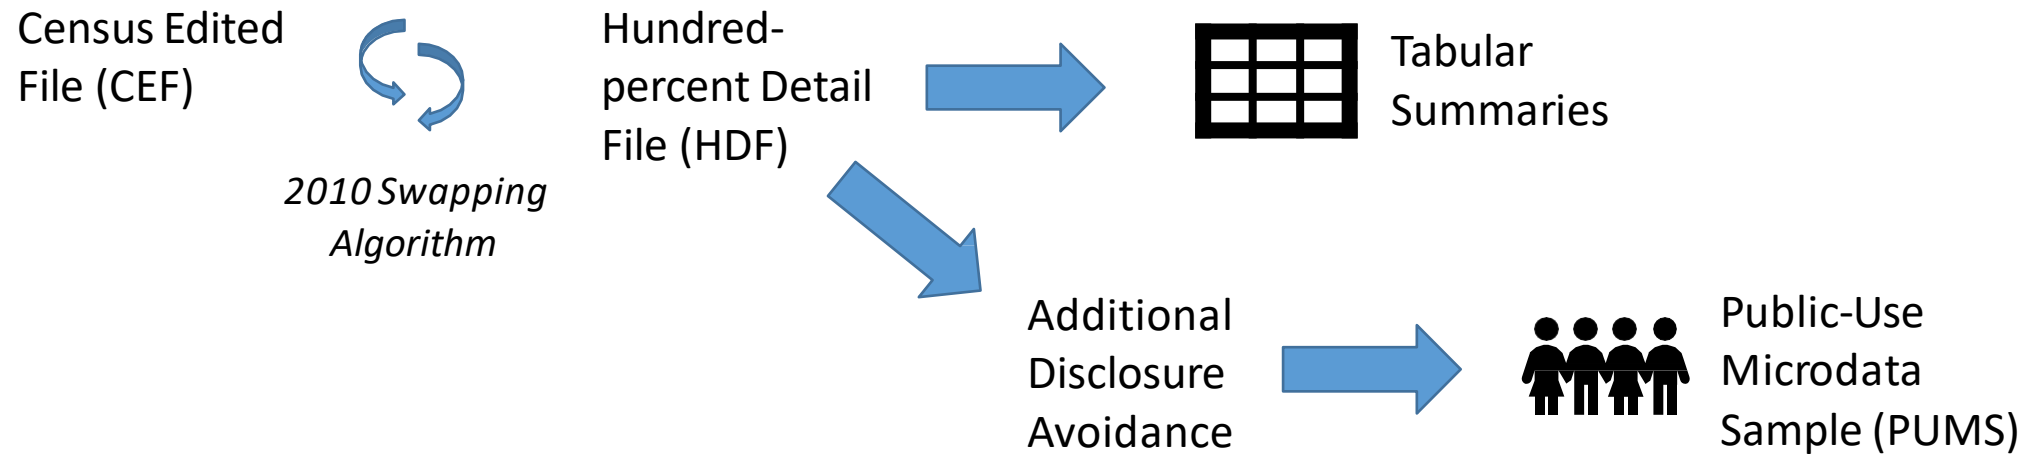 Census Edited
File (CEF)
2010 Swapping
Algorithm
Hundred-
percent Detail
File (HDF)
Tabular
Summaries
Additional
Disclosure
Avoidance
Public-Use
Microdata
Sample (PUMS)